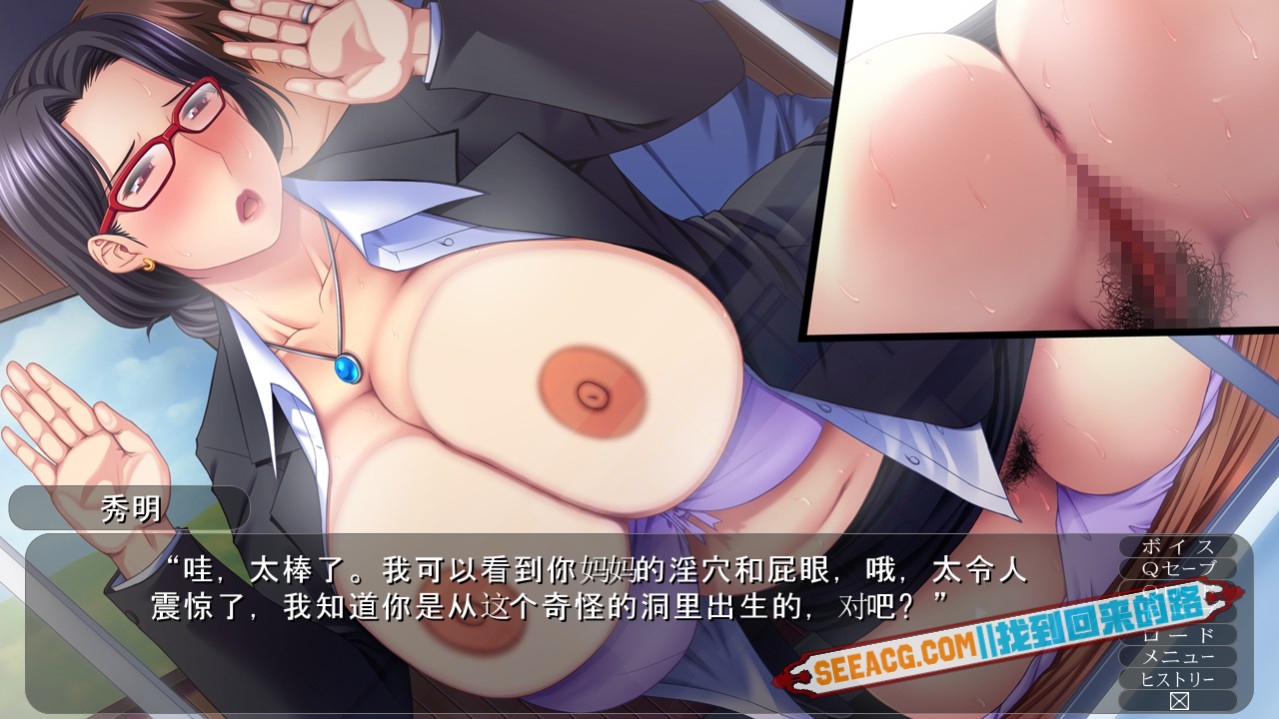 秀明
“哇，太棒了。我可以看到你妈妈的淫穴和屁眼，哦，太令人
震惊了，我知道你是从这个奇怪的洞里出生的，对吧？”
ボイス
Qセーブ
ロード
メニュー
ヒストリー
SEEACG.COM||找到回来的路